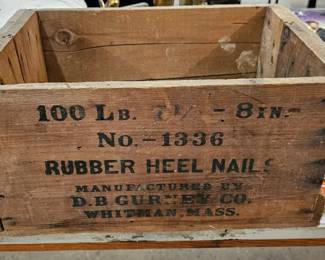 100 LB. - 8 IN.-
No.-1336
RUBBER HEEL NAILS
MANUFACTURED BY
D.B GURNEY CO.
WHITMAN, MASS.